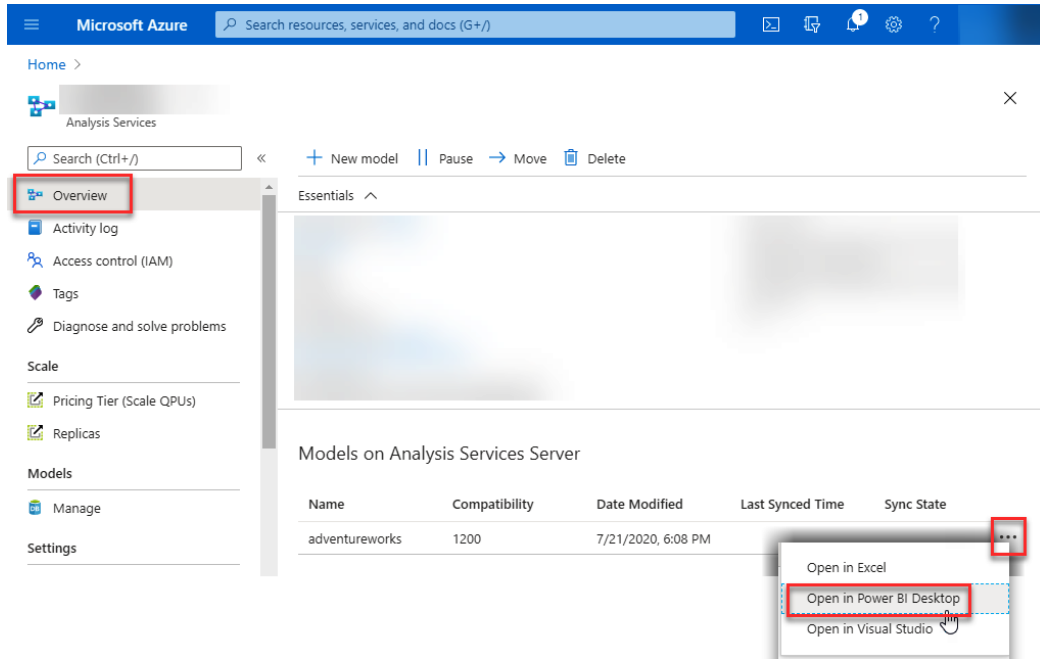 Microsoft Azure
Search resources, services, and docs (G+/)
1
Home >
Analysis Services
Search (Ctrl+/)
«
New model
Pause
Move
Delete
Overview
Essentials
Activity log
Access control (IAM)
Tags
Diagnose and solve problems
Scale
Pricing Tier (Scale QPUs)
Replicas
Models
Manage
Settings
Models on Analysis Services Server
Name Compatibility Date Modified Last Synced Time Sync State
adventureworks 1200 7/21/2020, 6:08 PM
Open in Excel
Open in Power BI Desktop
Open in Visual Studio